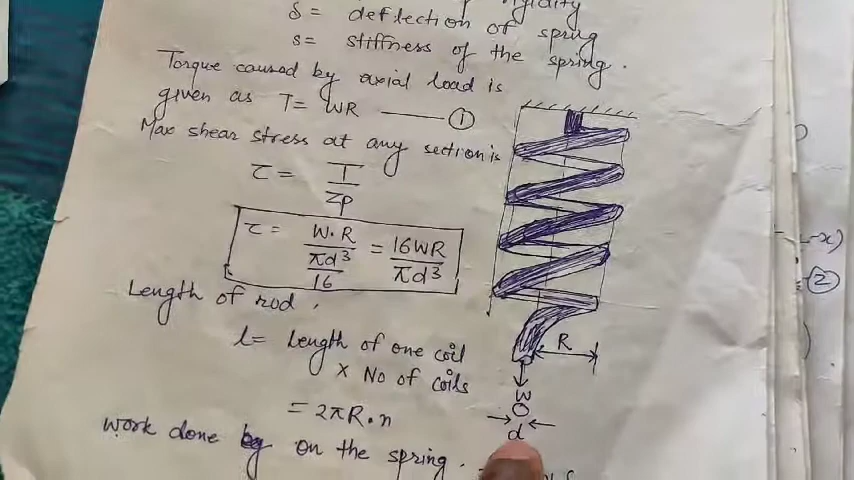 rigidity
δ = deflection of spring
s = stiffness of the spring.
Torque caused by axial load is
given as T = WR ——— ①
Max shear stress at any section is
τ = T / Zp
τ = W·R / (πd³/16) = 16WR / πd³
Length of rod,
l = Length of one coil
× No of coils
= 2πR·n
work done on the spring.
R
W
d
-x)
②